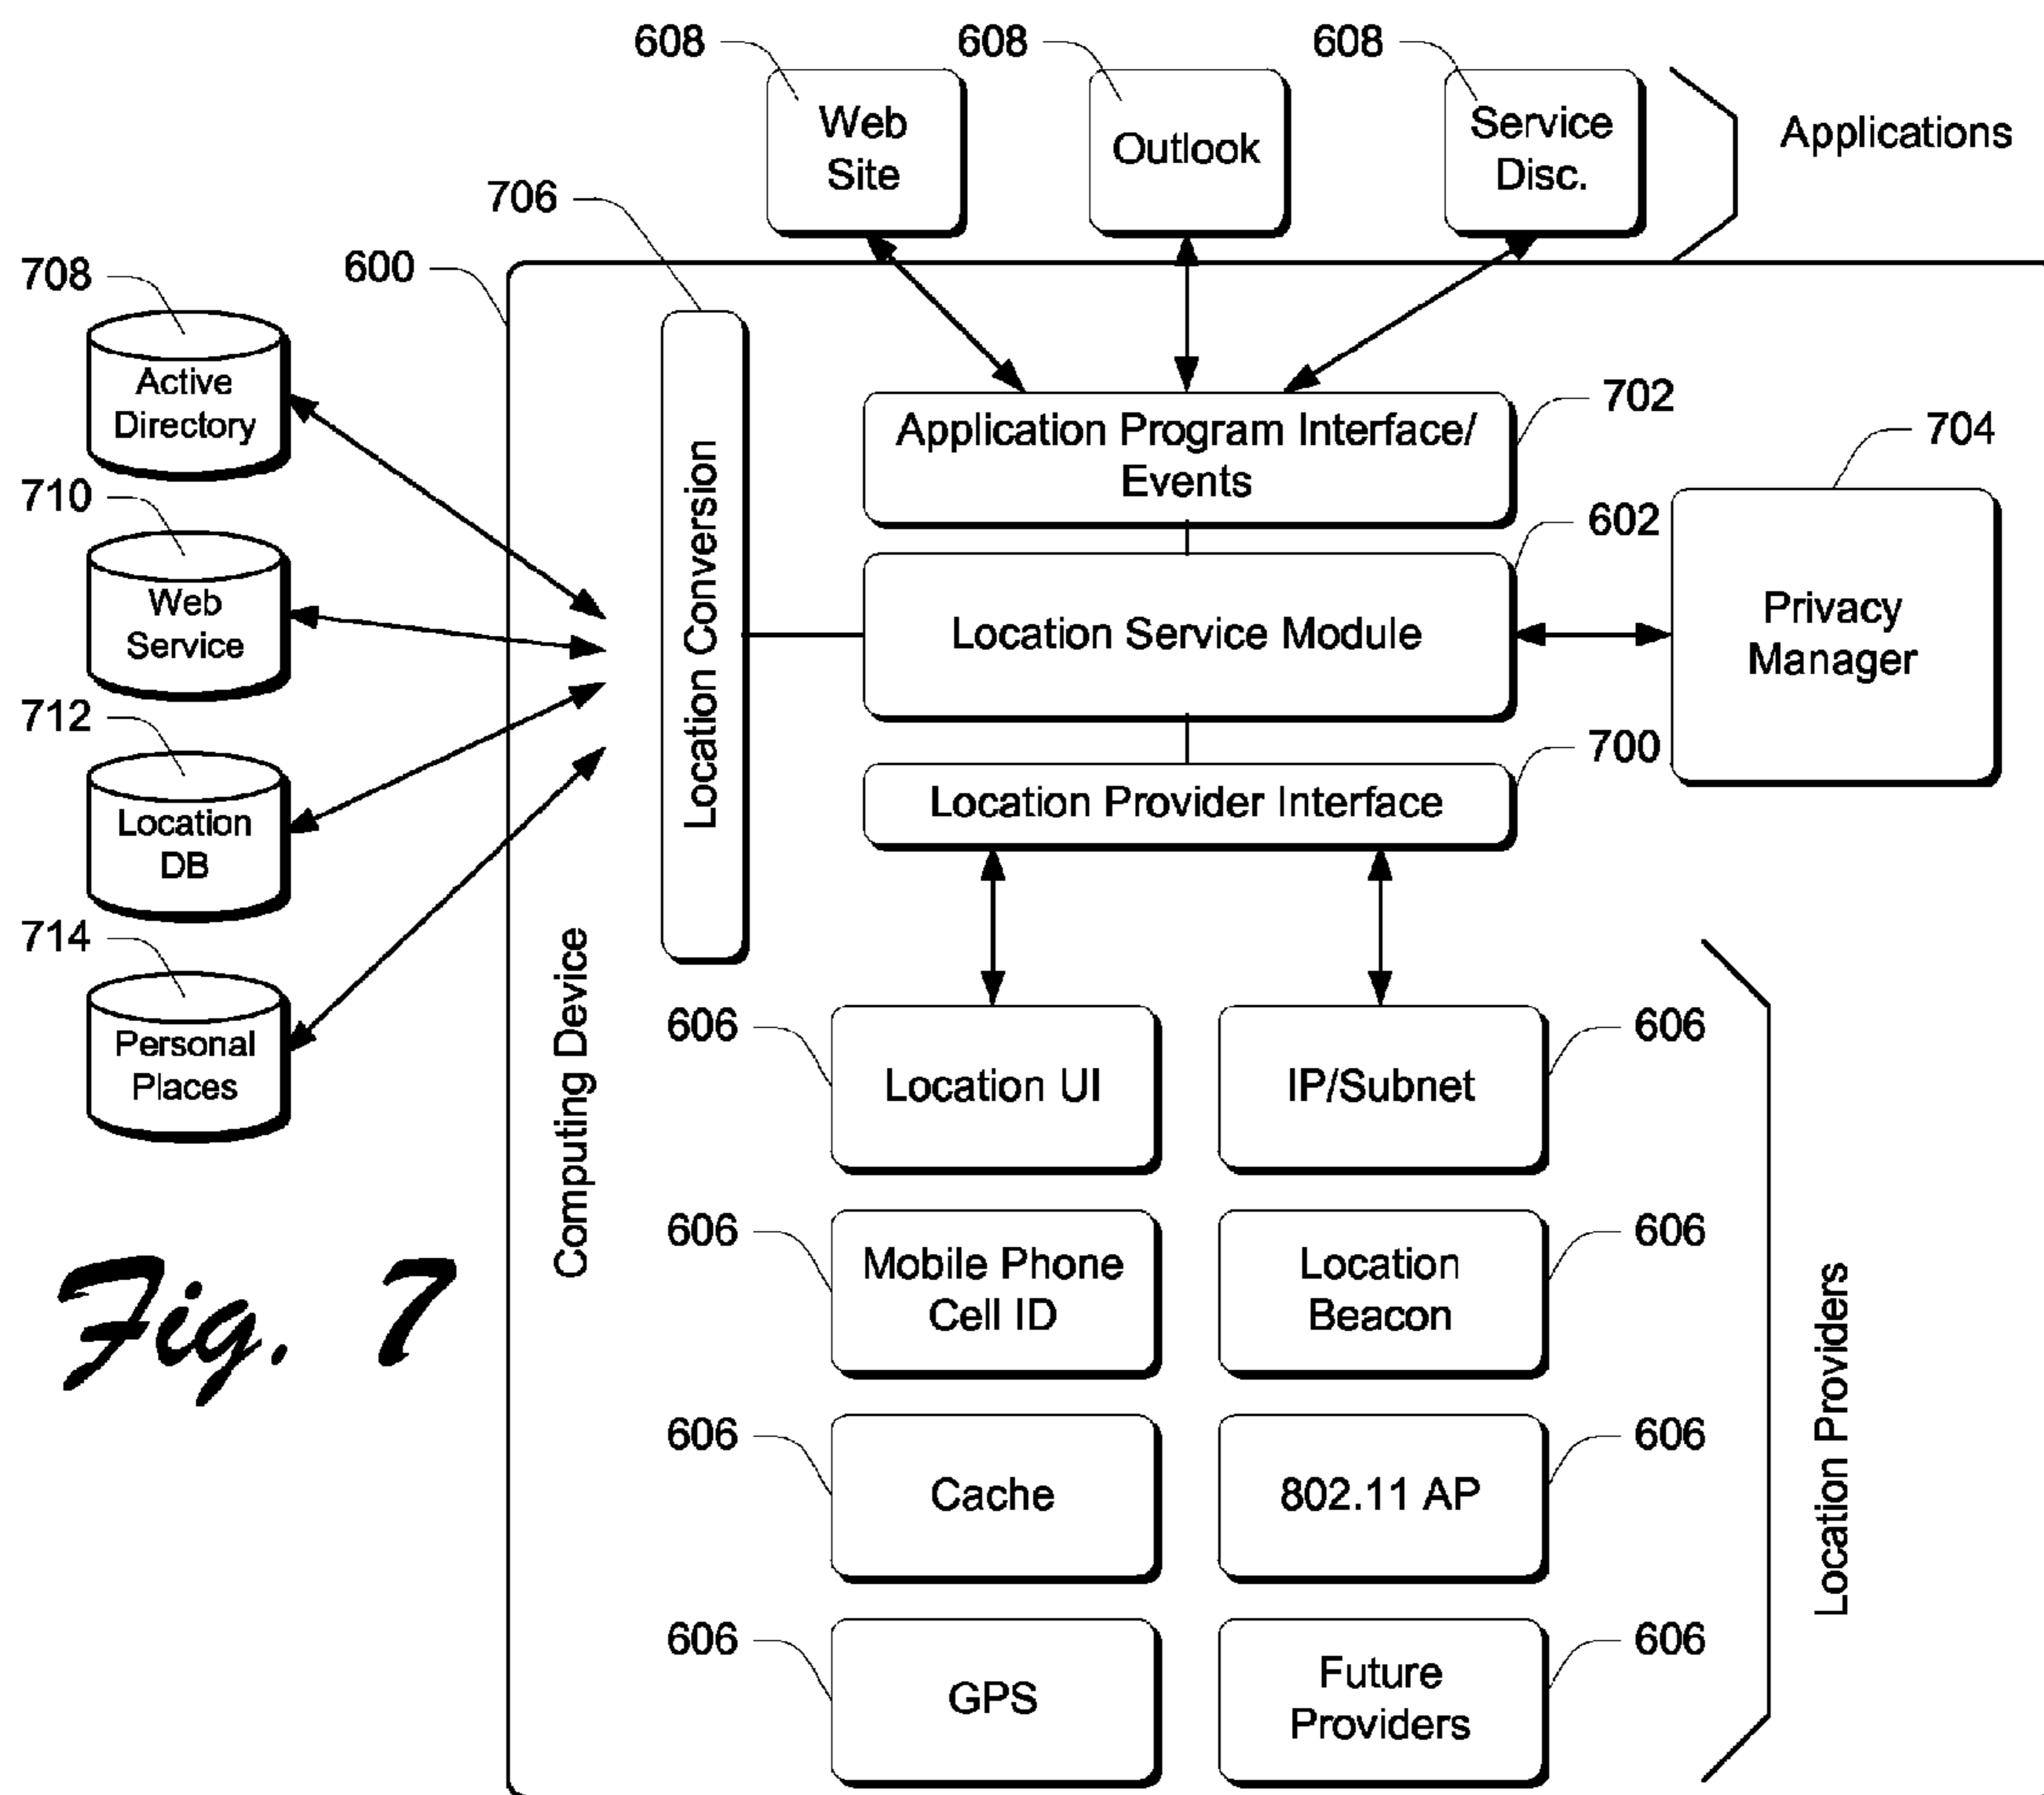 608
608
608
Web
Site
Outlook
Service
Disc.
Applications
706
600
708
Active
Directory
710
Web
Service
712
Location
DB
714
Personal
Places
Computing Device
Location Conversion
Application Program Interface/
Events
702
704
Privacy
Manager
602
Location Service Module
700
Location Provider Interface
606
Location UI
IP/Subnet
606
606
Mobile Phone
Cell ID
Location
Beacon
606
606
Cache
802.11 AP
606
606
GPS
Future
Providers
606
Location Providers
Fig. 7